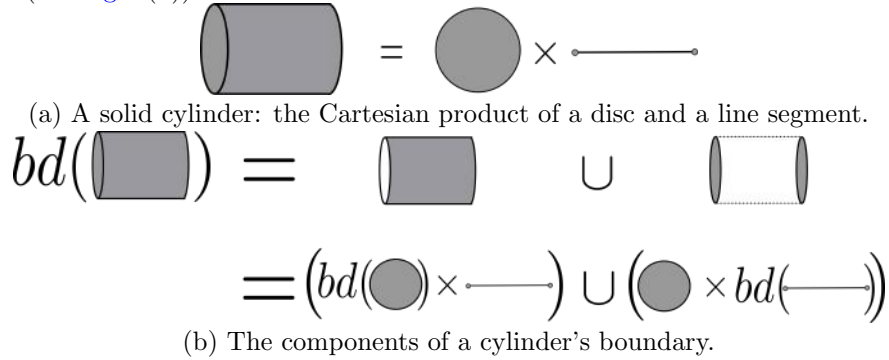 = ×
(a) A solid cylinder: the Cartesian product of a disc and a line segment.
bd( ) = ∪
= (bd( ) × ) ∪ ( × bd( ))
(b) The components of a cylinder's boundary.